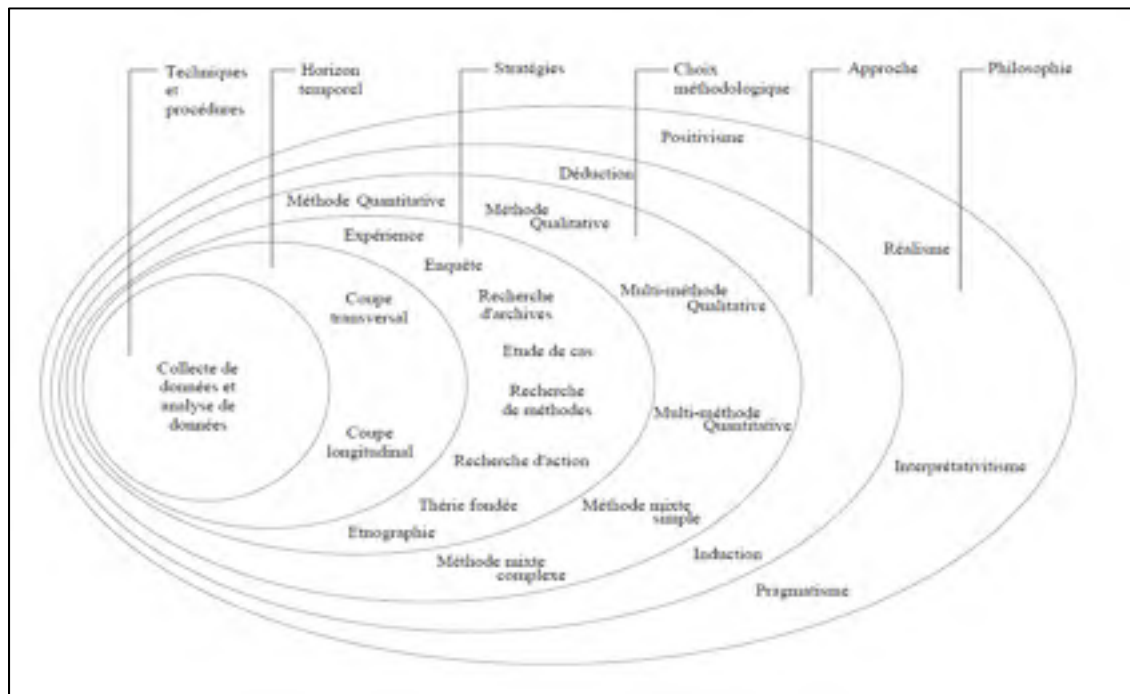 Techniques
et
procédures
Horizon
temporel
Stratégies
Choix
méthodologique
Approche
Philosophie
Positivisme
Déduction
Méthode Quantitative
Méthode
Qualitative
Expérience
Réalisme
Enquête
Multi-méthode
Qualitative
Coupe
transversal
Recherche
d'archives
Etude de cas
Collecte de
données et
analyse de
données
Recherche
de méthodes
Multi-méthode
Quantitative
Coupe
longitudinal
Recherche d'action
Interprétativitisme
Thérie fondée
Méthode mixte
simple
Etnographie
Méthode mixte
complexe
Induction
Pragmatisme